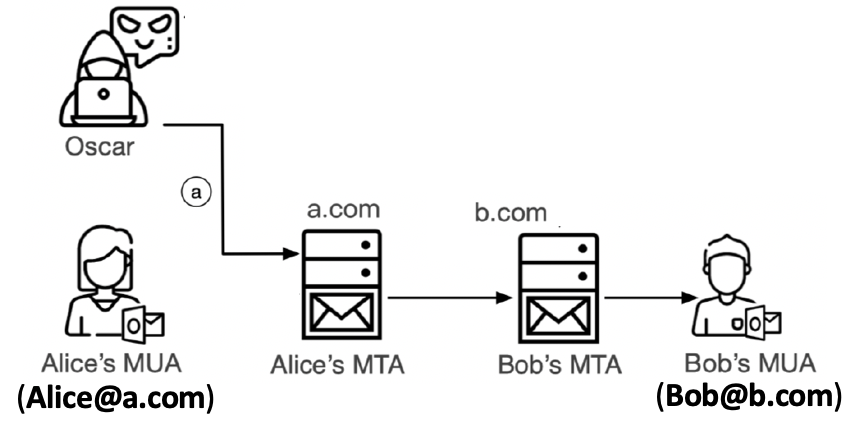 Oscar
a
a.com
b.com
Alice's MUA
(Alice@a.com)
Alice's MTA
Bob's MTA
Bob's MUA
(Bob@b.com)